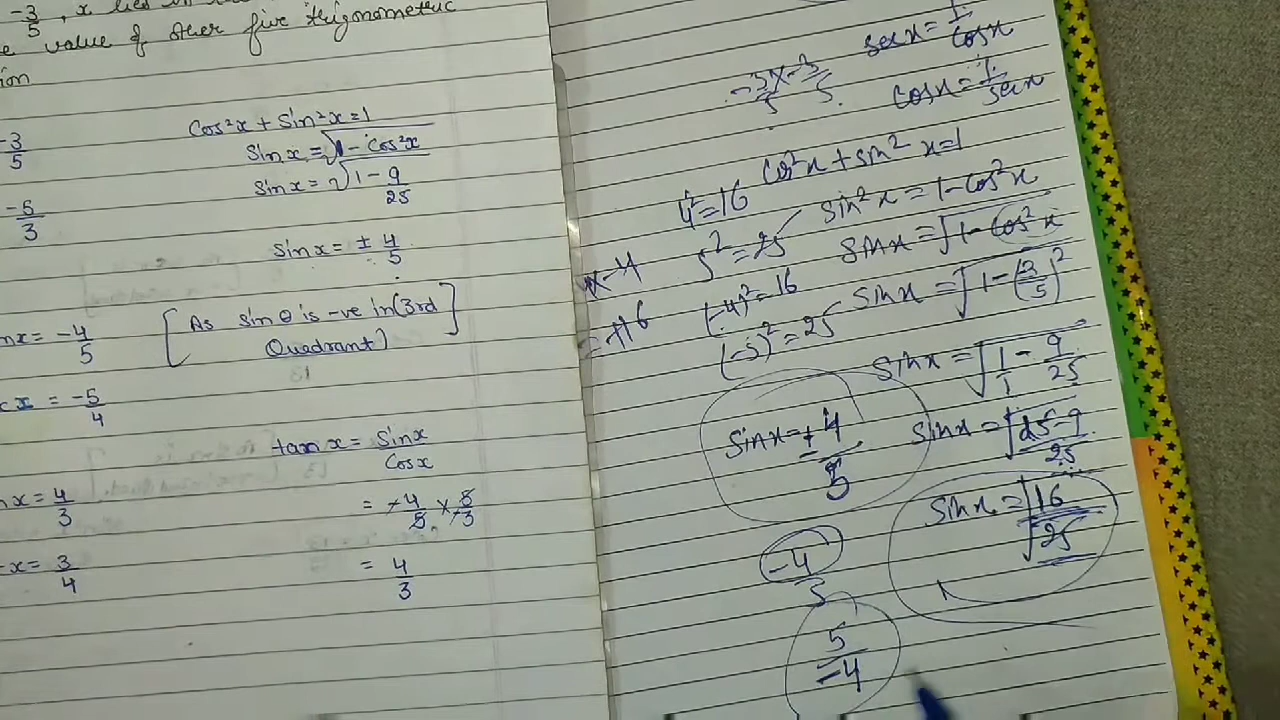 -3/5 , x lies in
value of other five trigonometric
-3/5
cos²x + sin²x=1
sin x = √1 - cos²x
sin x = √1 - 9/25
-5/3
sin x = ± 4/5
x = -4/5 [As sin θ is -ve in (3rd Quadrant)]
x = -5/4
tan x = sin x/cos x
x = 4/3
= -4/5 × -5/3
x = 3/4
= 4/3
sec x = 1/cos x
-3/5 × -3/5
cos x = 1/sec x
cos²x + sin² x=1
4²=16
sin²x = 1-cos²x
5²=25
sin x = √1-cos²x
(-4)²=16
sin x = √1-(3/5)²
(-5)²=25
sin x = √1/1 - 9/25
sin x = ± 4/5
sin x = √25-9/25
sin x = √16/√25
-4/5
5/-4